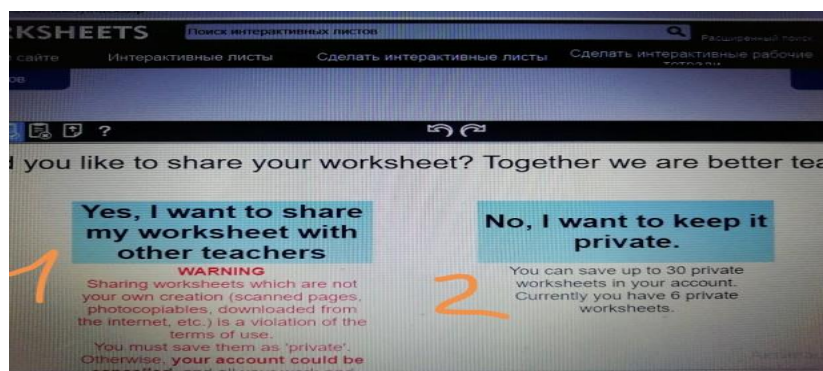 KSHEETS
Поиск интерактивных листов
Расширенный поиск
сайте
Интерактивные листы
Сделать интерактивные листы
Сделать интерактивные рабочие
тетради
ов
?
you like to share your worksheet? Together we are better tea
Yes, I want to share
my worksheet with
other teachers
WARNING
Sharing worksheets which are not
your own creation (scanned pages,
photocopiables, downloaded from
the internet, etc.) is a violation of the
terms of use.
You must save them as 'private'.
Otherwise, your account could be
1
No, I want to keep it
private.
You can save up to 30 private
worksheets in your account.
Currently you have 6 private
worksheets.
2